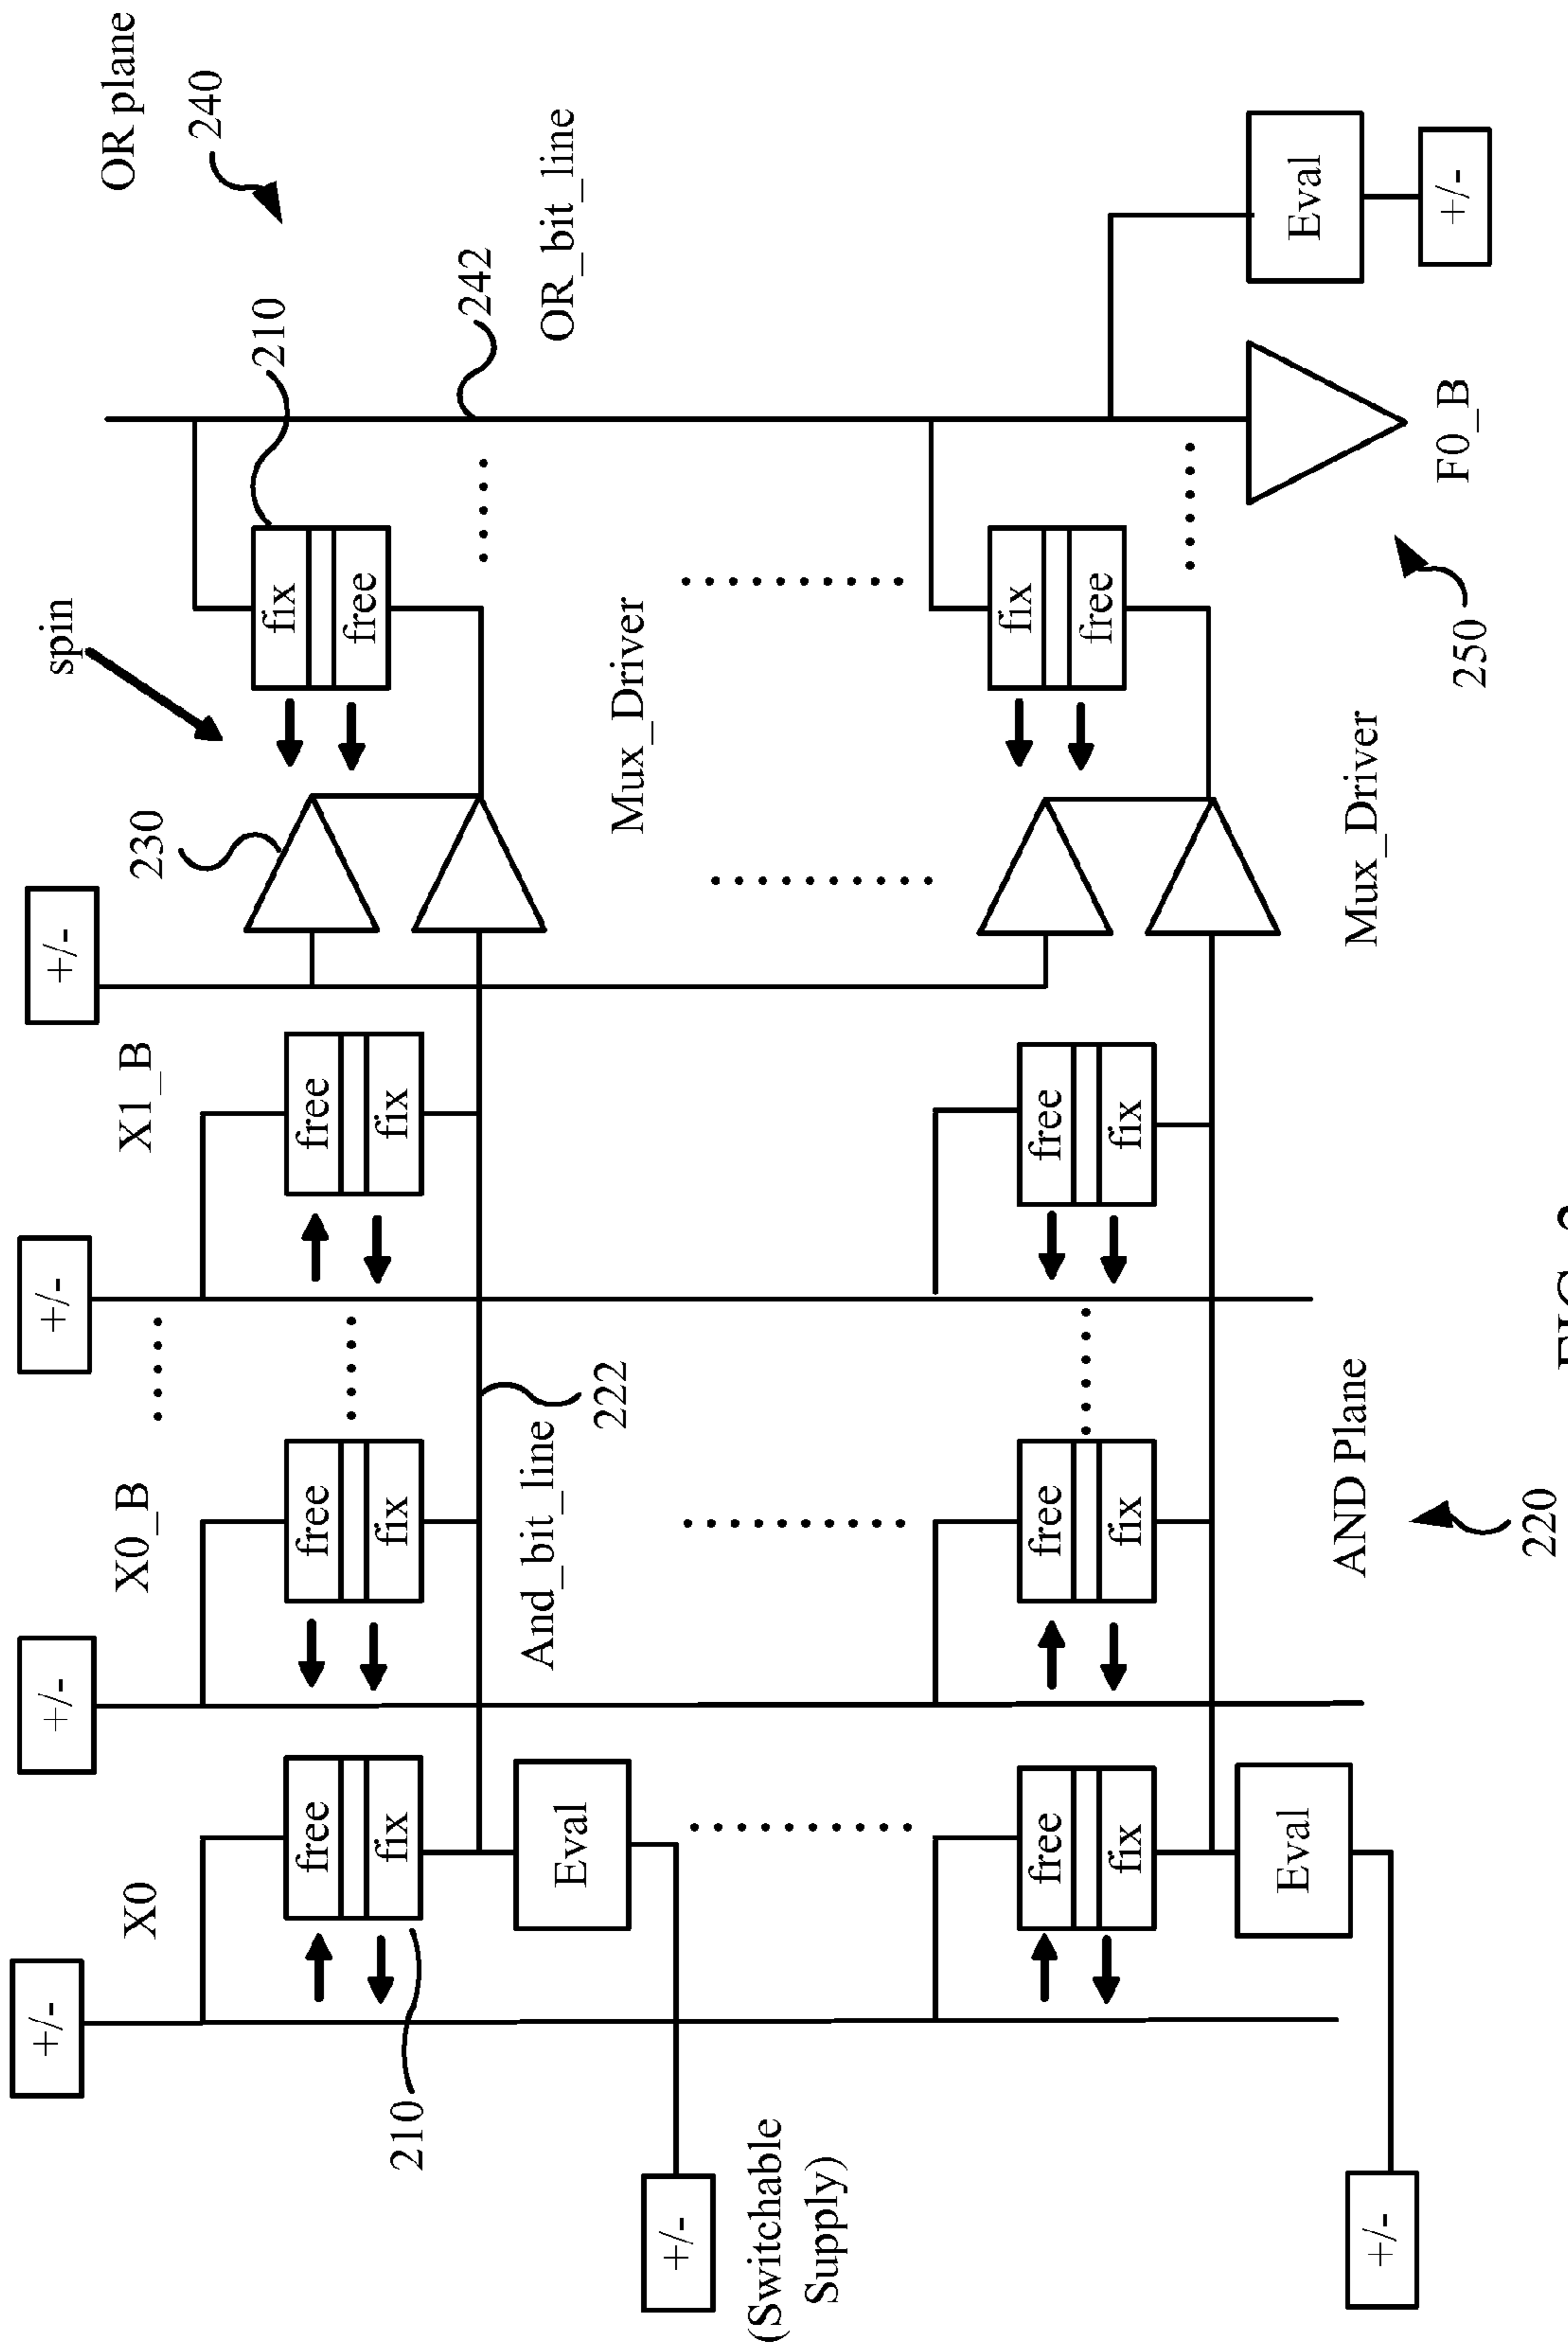 +/- +/- +/- +/-
spin
OR plane
X0 X0_B X1_B
230
240
210
fix
free free free
free
fix fix fix
210
242
And_bit_line
OR_bit_line
Eval
222
Mux_Driver
+/-
(Switchable
Supply)
fix
free free free
free
fix fix fix
Eval
Eval
AND Plane
Mux_Driver
+/-
F0_B
+/-
250
220